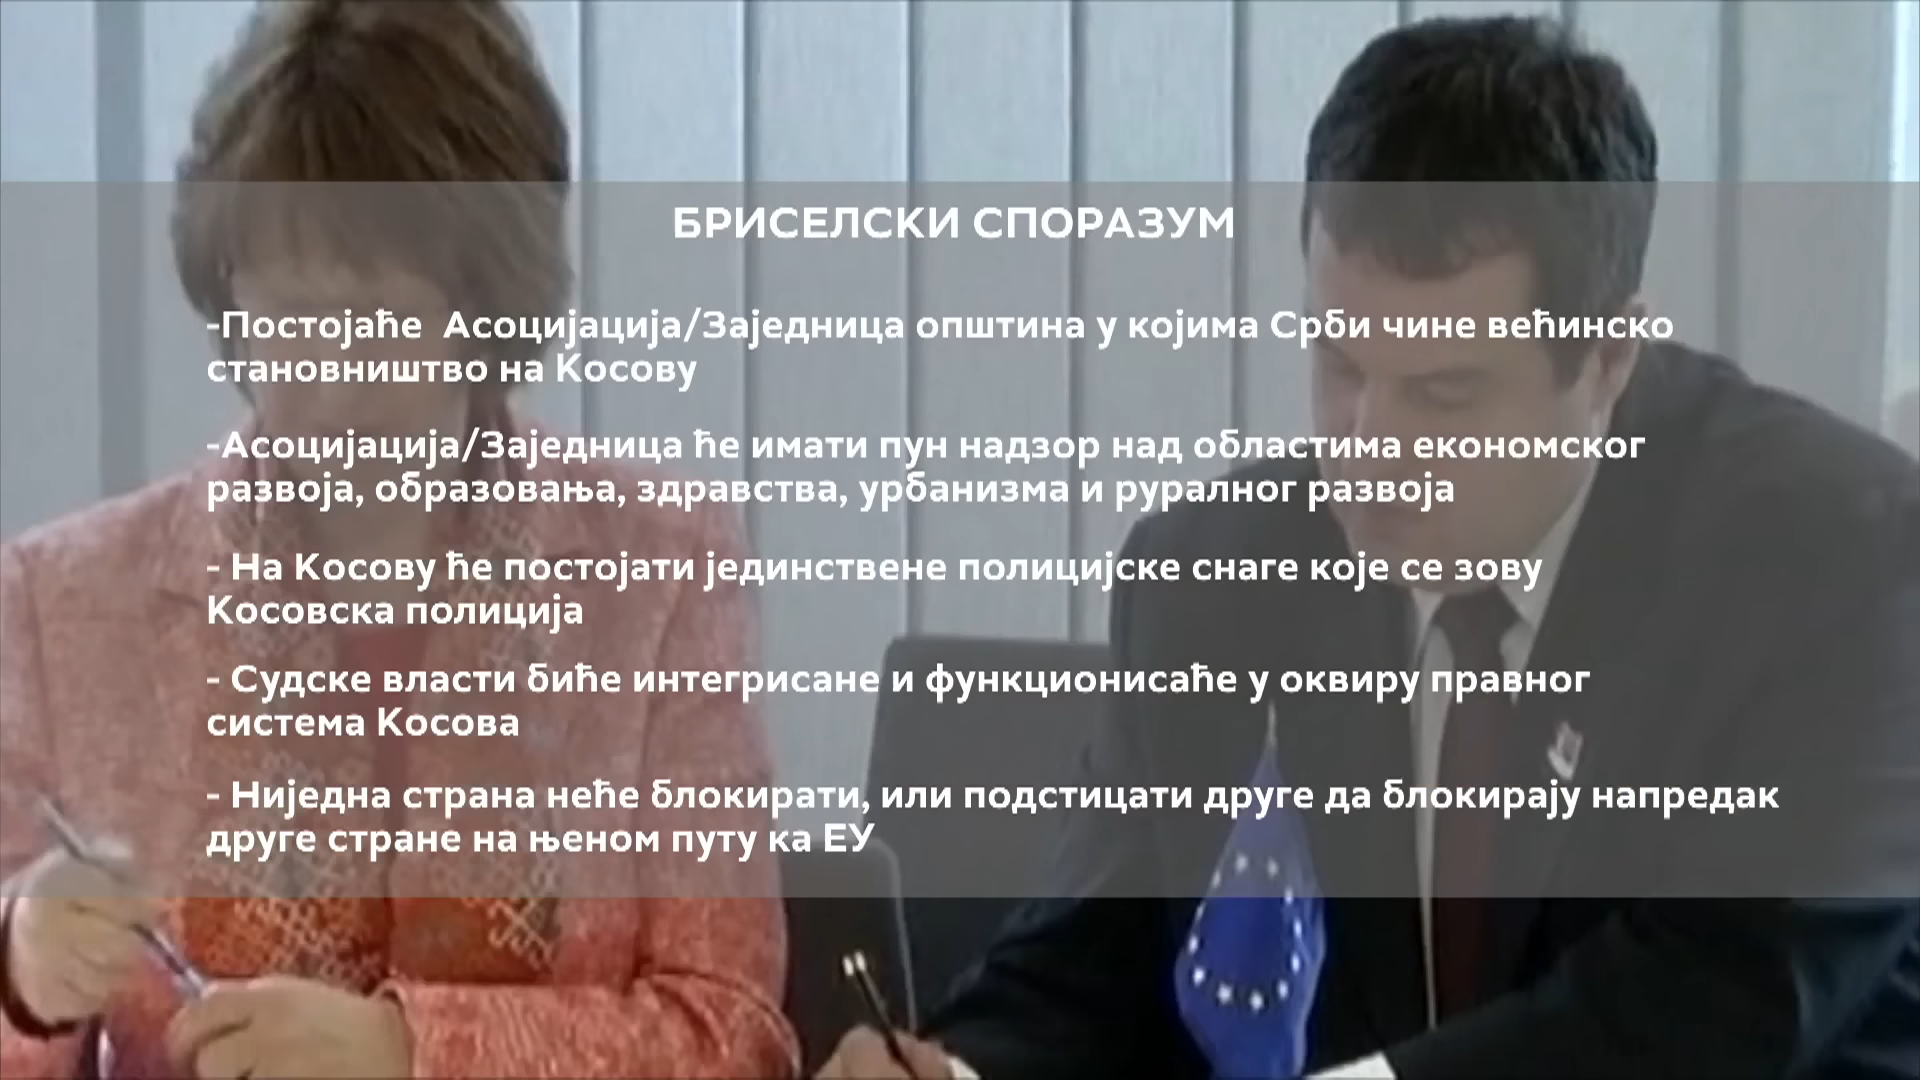 БРИСЕЛСКИ СПОРАЗУМ
-Постојаће Асоцијација/Заједница општина у којима Срби чине већинско
становништво на Косову
-Асоцијација/Заједница ће имати пун надзор над областима економског
развоја, образовања, здравства, урбанизма и руралног развоја
- На Косову ће постојати јединствене полицијске снаге које се зову
Косовска полиција
- Судске власти биће интегрисане и функционисаће у оквиру правног
система Косова
- Ниједна страна неће блокирати, или подстицати друге да блокирају напредак
друге стране на њеном путу ка ЕУ